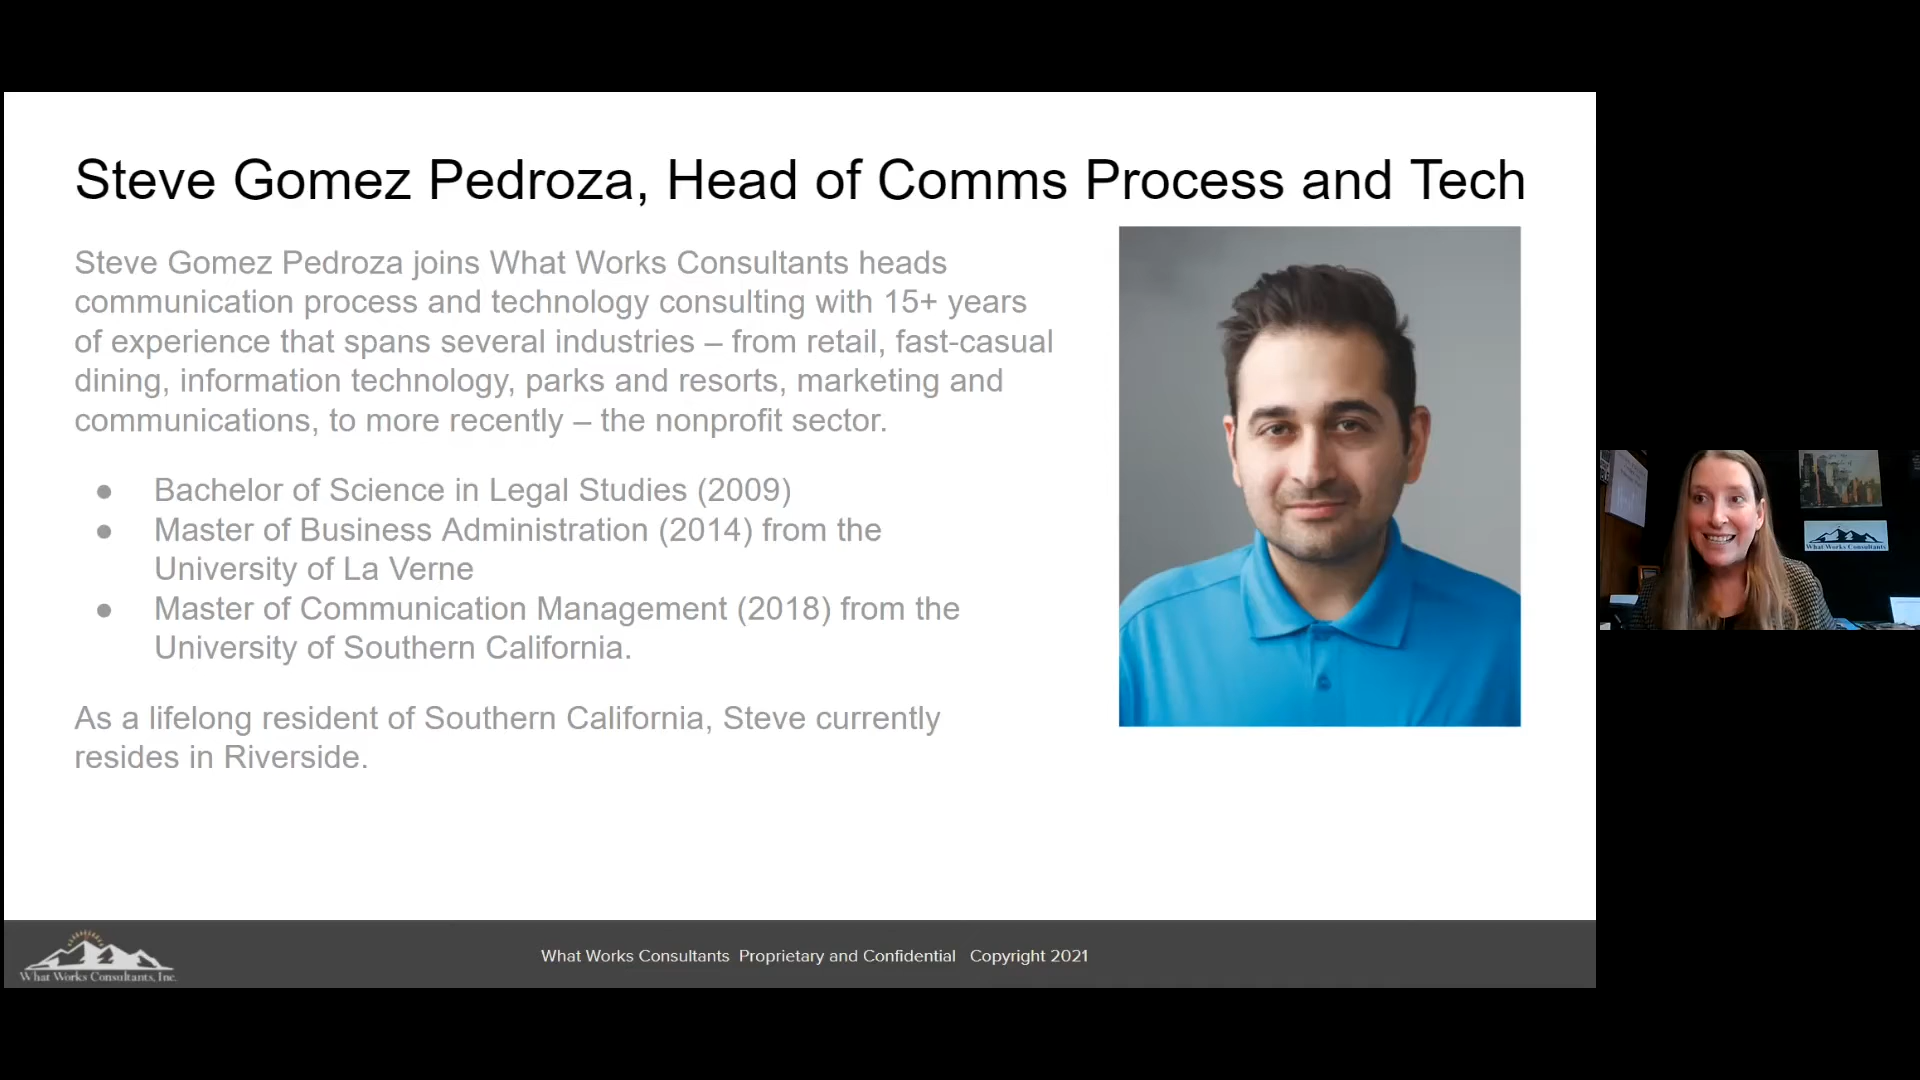 Steve Gomez Pedroza, Head of Comms Process and Tech
Steve Gomez Pedroza joins What Works Consultants heads
communication process and technology consulting with 15+ years
of experience that spans several industries – from retail, fast-casual
dining, information technology, parks and resorts, marketing and
communications, to more recently – the nonprofit sector.
● Bachelor of Science in Legal Studies (2009)
● Master of Business Administration (2014) from the
University of La Verne
● Master of Communication Management (2018) from the
University of Southern California.
As a lifelong resident of Southern California, Steve currently
resides in Riverside.
What Works Consultants, Inc.
What Works Consultants Proprietary and Confidential Copyright 2021
What Works Consultants